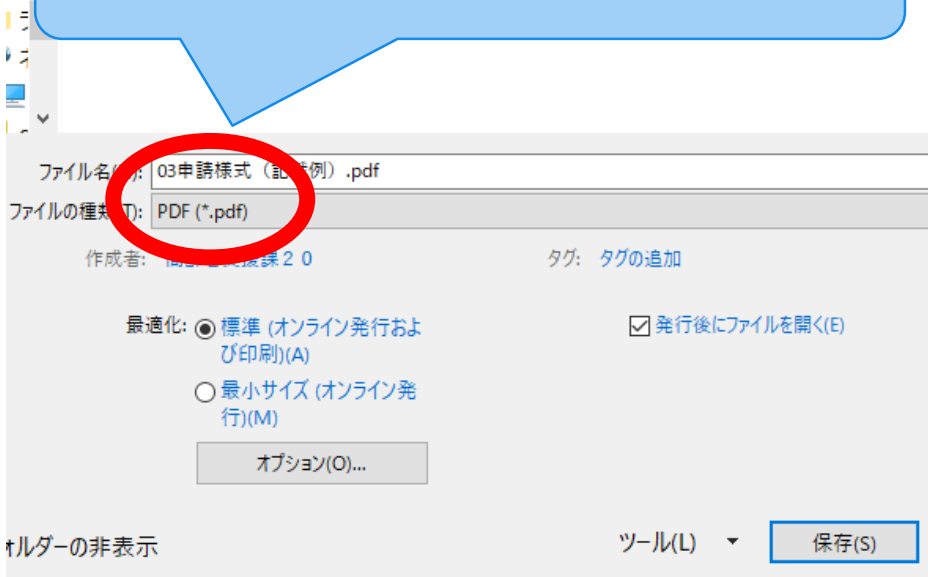 ファイル名(N): 03申請様式（記載例）.pdf
ファイルの種類(T): PDF (*.pdf)
作成者:
タグ: タグの追加
最適化: 標準 (オンライン発行およ
び印刷)(A)
発行後にファイルを開く(E)
最小サイズ (オンライン発
行)(M)
オプション(O)...
ォルダーの非表示
ツール(L)
保存(S)